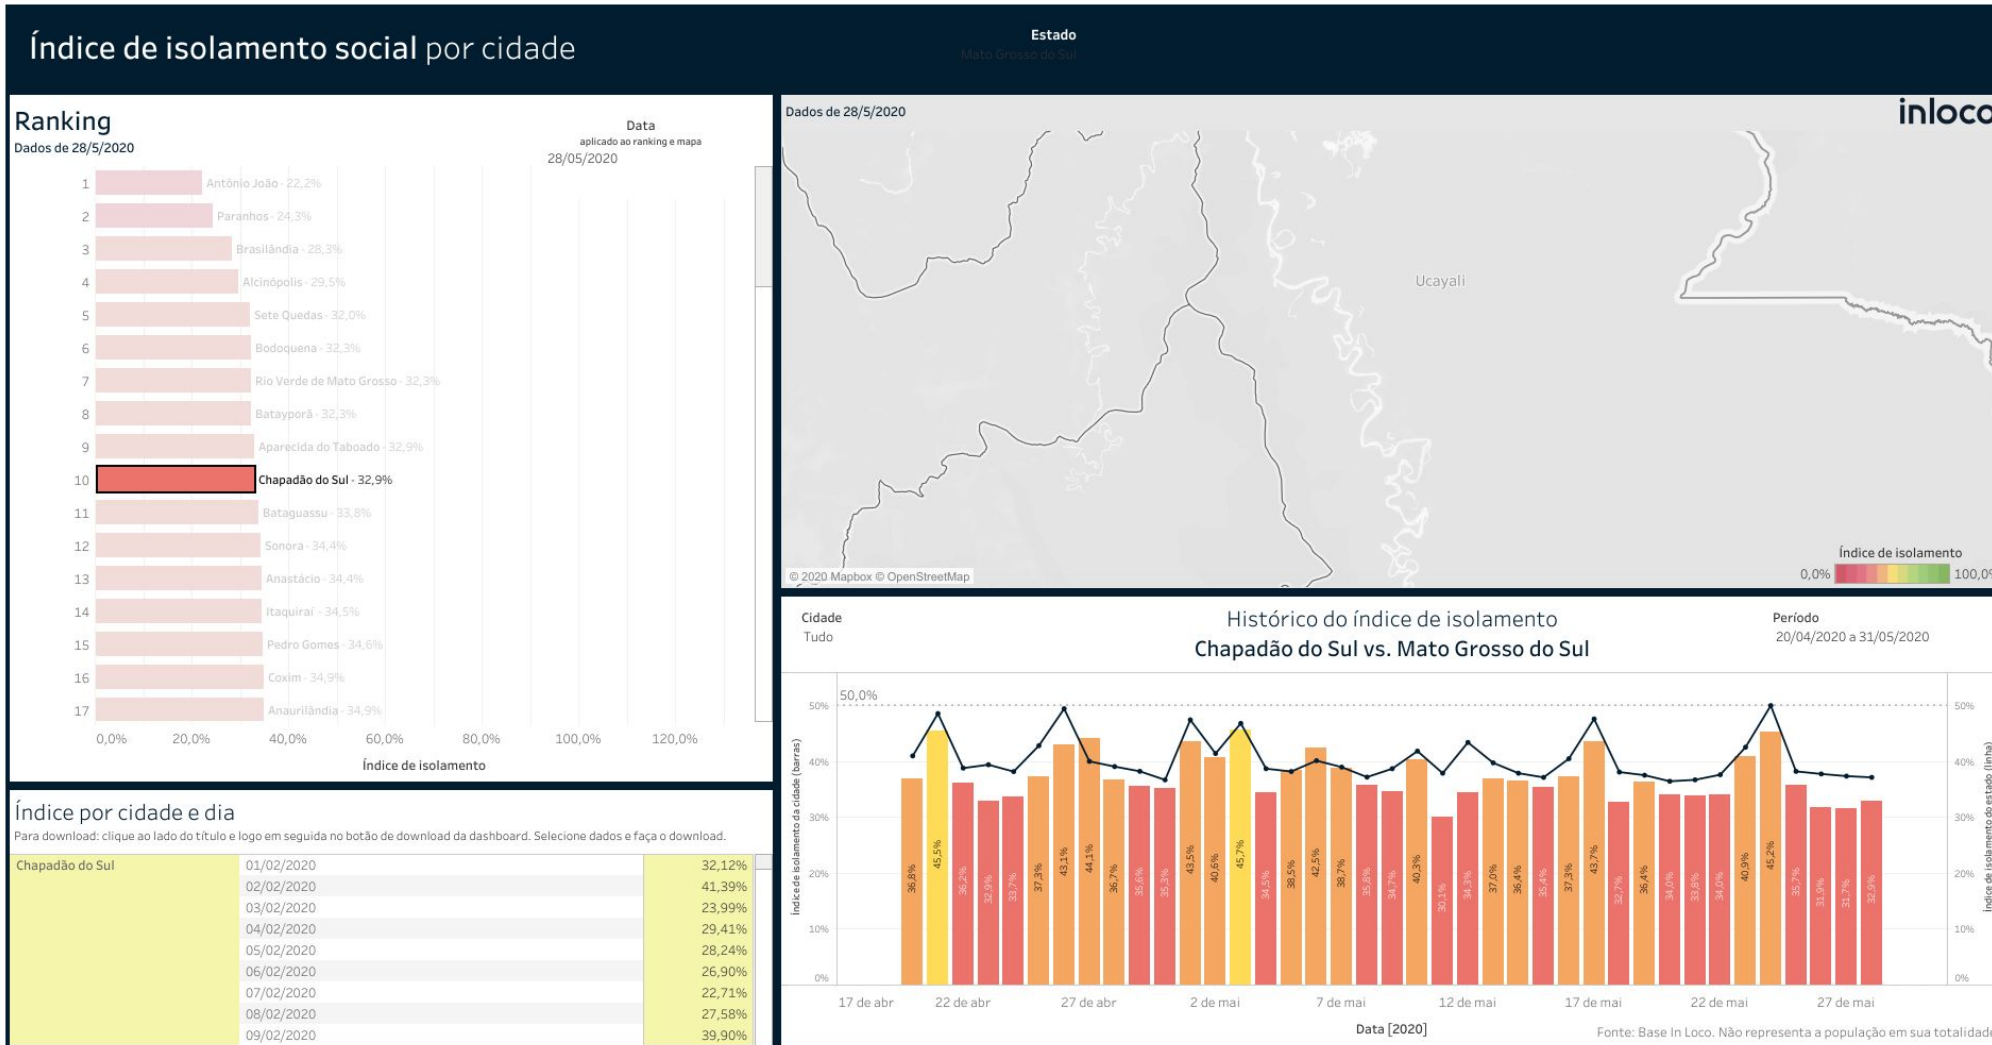 Índice de isolamento social por cidade
Estado
Mato Grosso do Sul
Ranking
Dados de 28/5/2020
Data
aplicado ao ranking e mapa
28/05/2020
1 Antônio João - 22,2%
2 Paranhos - 24,3%
3 Brasilândia - 28,3%
4 Alcinópolis - 29,5%
5 Sete Quedas - 32,0%
6 Bodoquena - 32,3%
7 Rio Verde de Mato Grosso - 32,3%
8 Batayporã - 32,3%
9 Aparecida do Taboado - 32,9%
10 Chapadão do Sul - 32,9%
11 Bataguassu - 33,8%
12 Sonora - 34,4%
13 Anastácio - 34,4%
14 Itaquiraí - 34,5%
15 Pedro Gomes - 34,6%
16 Coxim - 34,9%
17 Anaurilândia - 34,9%
0,0% 20,0% 40,0% 60,0% 80,0% 100,0% 120,0%
Índice de isolamento
Índice por cidade e dia
Para download: clique ao lado do título e logo em seguida no botão de download da dashboard. Selecione dados e faça o download.
Chapadão do Sul 01/02/2020 32,12%
02/02/2020 41,39%
03/02/2020 23,99%
04/02/2020 29,41%
05/02/2020 28,24%
06/02/2020 26,90%
07/02/2020 22,71%
08/02/2020 27,58%
09/02/2020 39,90%
Dados de 28/5/2020
inloco
Ucayali
© 2020 Mapbox © OpenStreetMap
Índice de isolamento
0,0% 100,0%
Cidade
Tudo
Histórico do índice de isolamento
Chapadão do Sul vs. Mato Grosso do Sul
Período
20/04/2020 a 31/05/2020
50,0%
Índice de isolamento da cidade (barras)
50%
40%
30%
20%
10%
0%
36,8% 45,5% 36,2% 32,9% 33,7% 37,3% 43,1% 44,1% 36,7% 35,6% 35,3% 43,5% 40,6% 45,7% 34,5% 38,5% 42,5% 38,7% 35,8% 34,7% 40,3% 30,1% 34,3% 37,0% 36,4% 35,4% 37,3% 43,7% 32,7% 36,4% 34,0% 33,8% 34,0% 40,9% 45,2% 35,7% 31,9% 31,7% 32,9%
50%
40%
30%
20%
10%
0%
Índice de isolamento do estado (linha)
17 de abr 22 de abr 27 de abr 2 de mai 7 de mai 12 de mai 17 de mai 22 de mai 27 de mai
Data [2020]
Fonte: Base In Loco. Não representa a população em sua totalidade